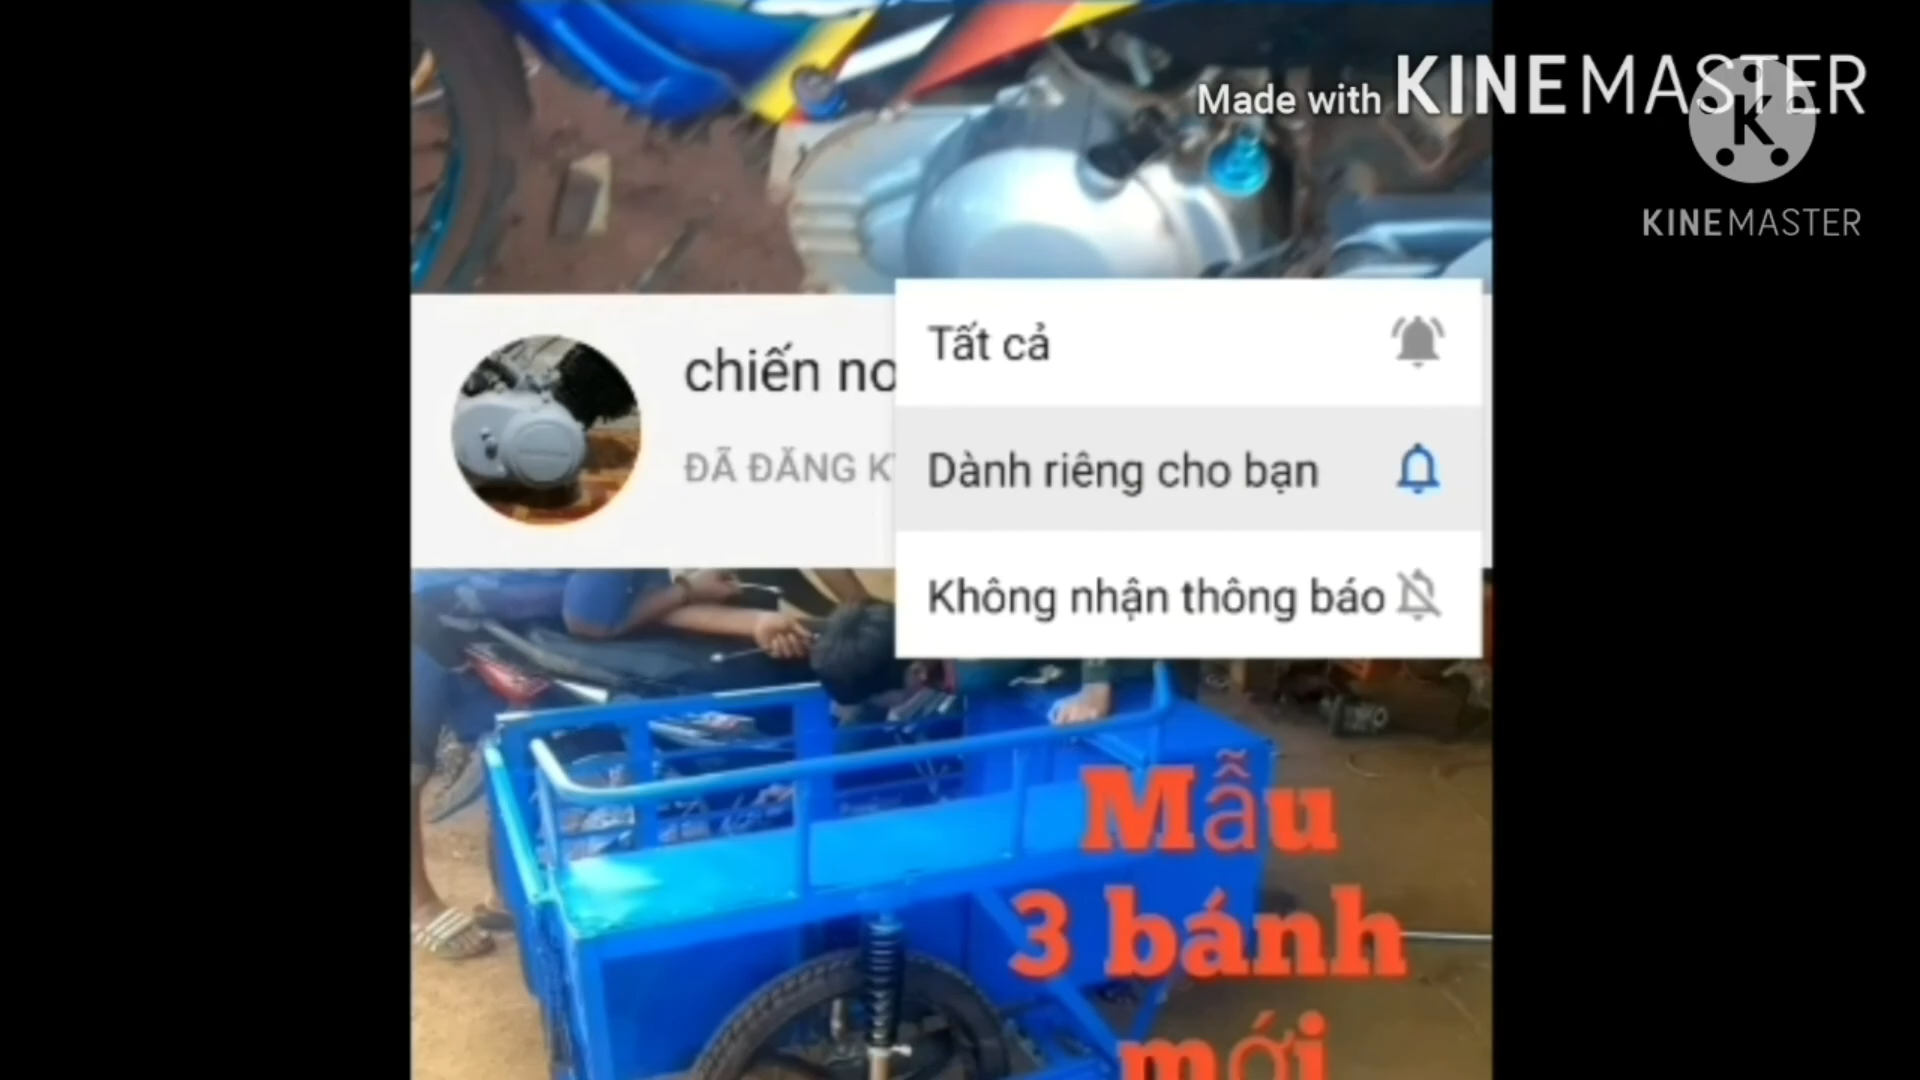 Made with KINEMASTER
K
KINEMASTER
Tất cả
chiến
Dành riêng cho bạn
ĐÃ ĐĂNG
Không nhận thông báo
Mẫu
3 bánh
mới